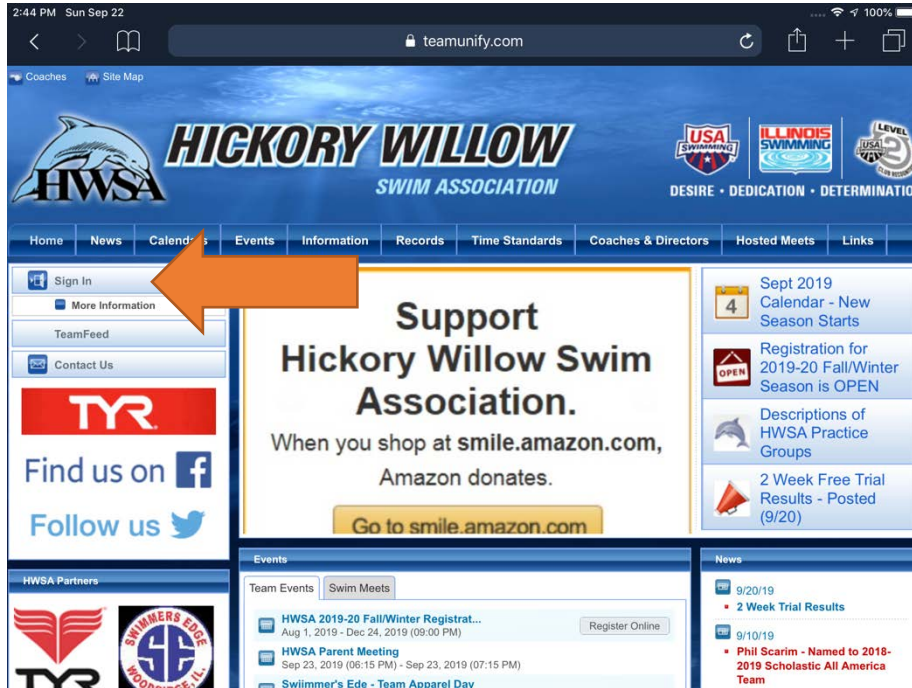 2:44 PM Sun Sep 22
100%
teamunify.com
Coaches Site Map
HWSA
HICKORY WILLOW
SWIM ASSOCIATION
USA
SWIMMING
ILLINOIS
SWIMMING
LEVEL
3
USA
DESIRE • DEDICATION • DETERMINATIO
Home News Calendars Events Information Records Time Standards Coaches & Directors Hosted Meets Links
Sign In
More Information
TeamFeed
Contact Us
TYR
Find us on f
Follow us
HWSA Partners
TYR
SWIMMERS EDGE
SE
WOODRIDGE, IL.
Support
Hickory Willow Swim
Association.
When you shop at smile.amazon.com,
Amazon donates.
Go to smile.amazon.com
4
Sept 2019
Calendar - New
Season Starts
OPEN
Registration for
2019-20 Fall/Winter
Season is OPEN
Descriptions of
HWSA Practice
Groups
2 Week Free Trial
Results - Posted
(9/20)
Events
Team Events Swim Meets
HWSA 2019-20 Fall/Winter Registrat...
Aug 1, 2019 - Dec 24, 2019 (09:00 PM)
Register Online
HWSA Parent Meeting
Sep 23, 2019 (06:15 PM) - Sep 23, 2019 (07:15 PM)
Swiimmer's Ede - Team Apparel Day
News
9/20/19
2 Week Trial Results
9/10/19
Phil Scarim - Named to 2018-
2019 Scholastic All America
Team